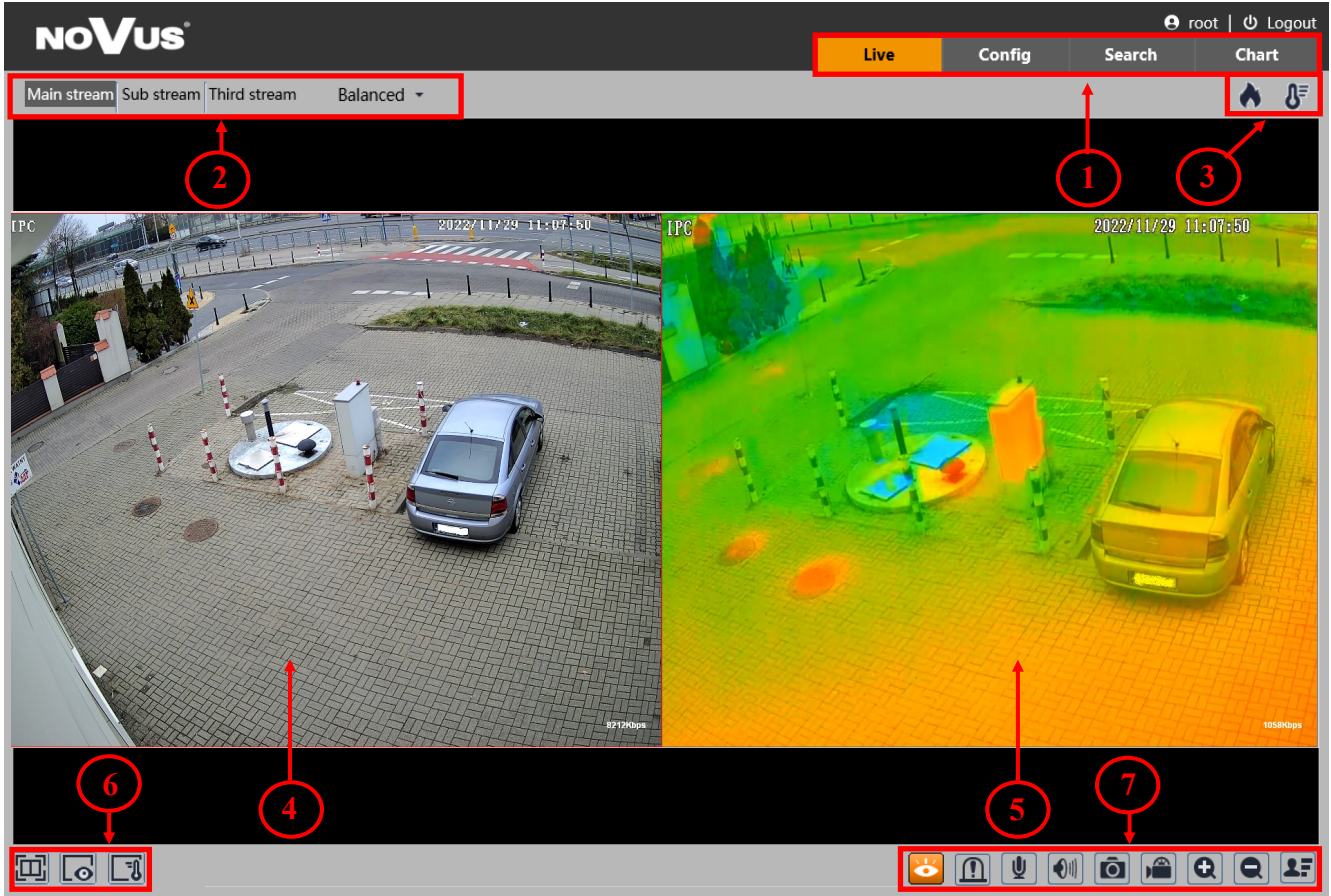 NOVUS®
root | Logout
Live Config Search Chart
Main stream Sub stream Third stream Balanced
2 1 3
IPC 2022/11/29 11:07:50
IPC 2022/11/29 11:07:50
8212Kbps
1058Kbps
6 4 5 7